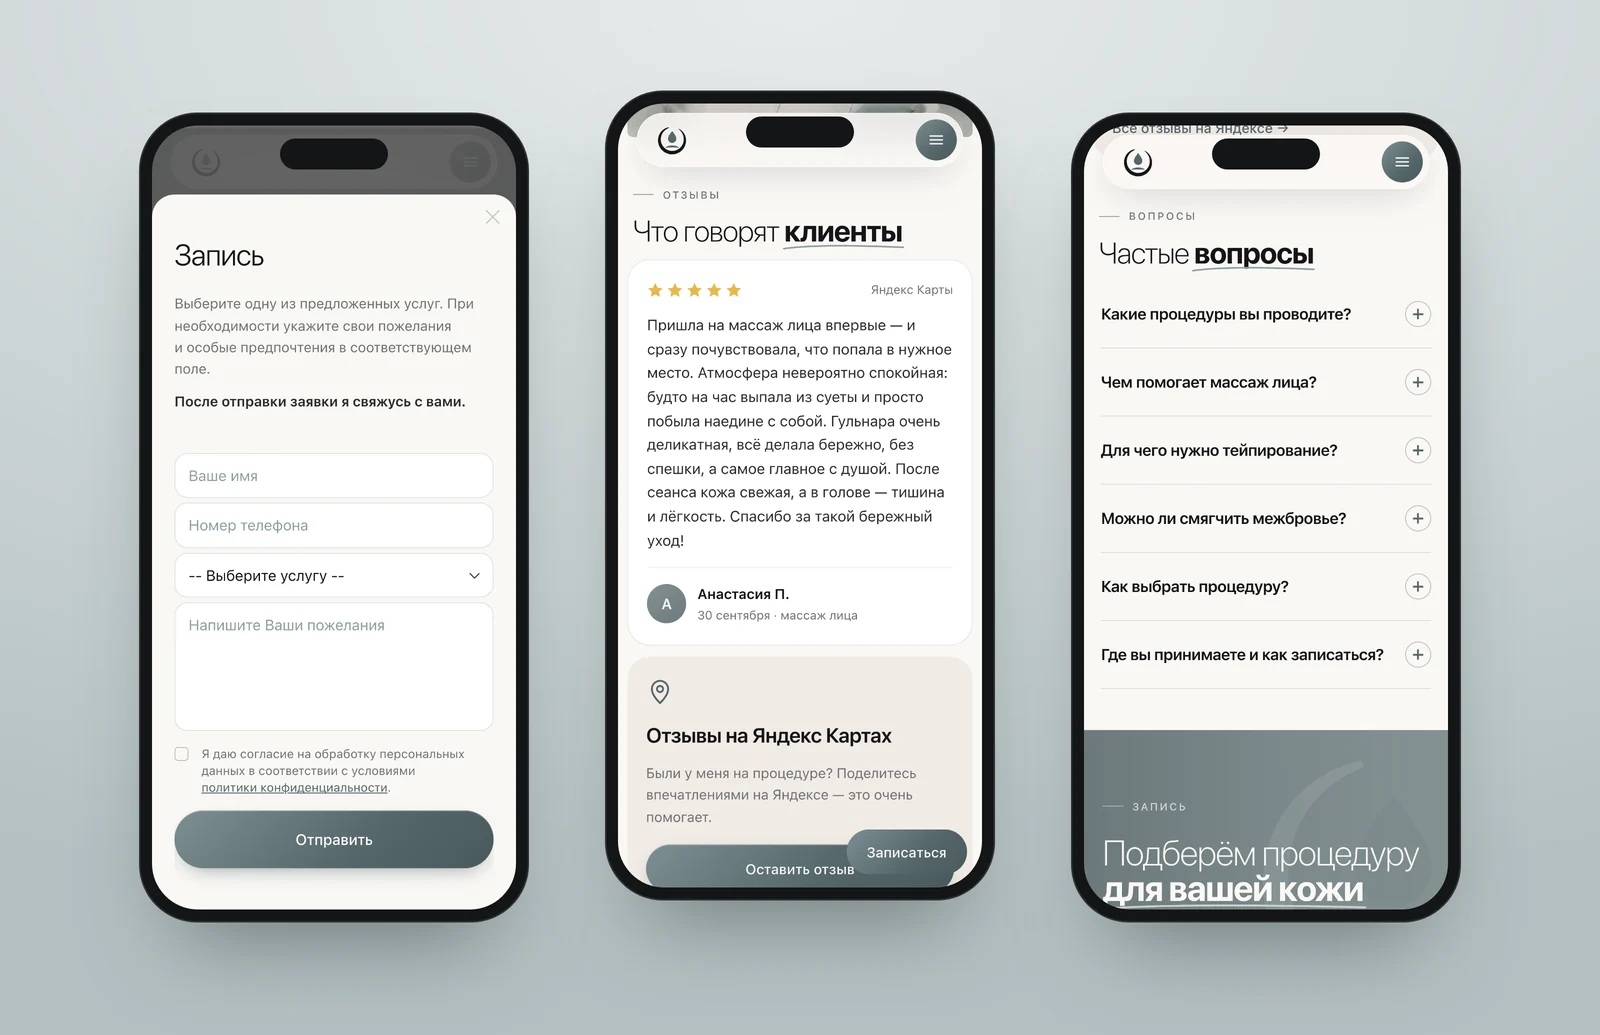 Запись
Выберите одну из предложенных услуг. При
необходимости укажите свои пожелания
и особые предпочтения в соответствующем
поле.
После отправки заявки я свяжусь с вами.
Ваше имя
Номер телефона
-- Выберите услугу --
Напишите Ваши пожелания
Я даю согласие на обработку персональных
данных в соответствии с условиями
политики конфиденциальности.
Отправить
ОТЗЫВЫ
Что говорят клиенты
Яндекс Карты
Пришла на массаж лица впервые — и
сразу почувствовала, что попала в нужное
место. Атмосфера невероятно спокойная:
будто на час выпала из суеты и просто
побыла наедине с собой. Гульнара очень
деликатная, всё делала бережно, без
спешки, а самое главное с душой. После
сеанса кожа свежая, а в голове — тишина
и лёгкость. Спасибо за такой бережный
уход!
А
Анастасия П.
30 сентября · массаж лица
Отзывы на Яндекс Картах
Были у меня на процедуре? Поделитесь
впечатлениями на Яндексе — это очень
помогает.
Записаться
Оставить отзыв
Все отзывы на Яндексе →
ВОПРОСЫ
Частые вопросы
Какие процедуры вы проводите?
Чем помогает массаж лица?
Для чего нужно тейпирование?
Можно ли смягчить межбровье?
Как выбрать процедуру?
Где вы принимаете и как записаться?
ЗАПИСЬ
Подберём процедуру
для вашей кожи